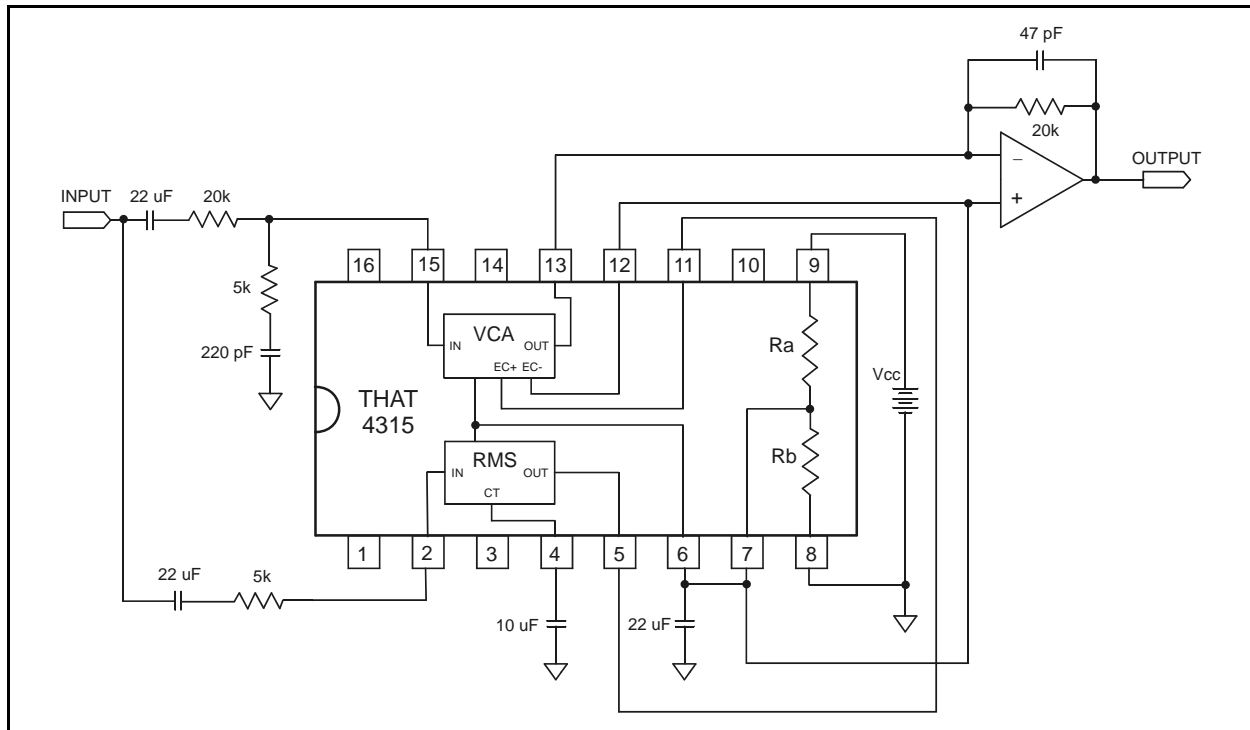 47 pF
20k
OUTPUT
−
+
INPUT
22 uF
20k
5k
220 pF
16
15
14
13
12
11
10
9
VCA
IN
OUT
EC+
EC-
Ra
Vcc
THAT
4315
RMS
IN
OUT
CT
Rb
1
2
3
4
5
6
7
8
22 uF
5k
10 uF
22 uF